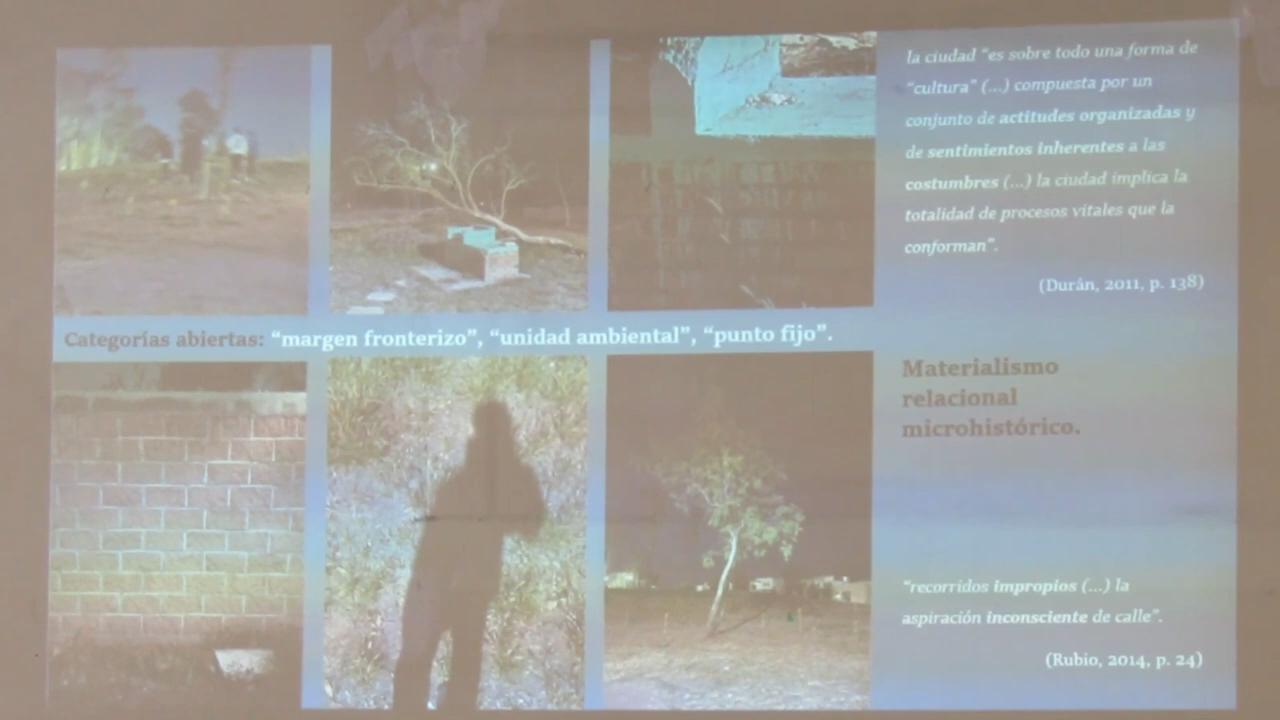 la ciudad “es sobre todo una forma de
“cultura” (...) compuesta por un
conjunto de actitudes organizadas y
de sentimientos inherentes a las
costumbres (...) la ciudad implica la
totalidad de procesos vitales que la
conforman”.
(Durán, 2011, p. 138)
Categorías abiertas: “margen fronterizo”, “unidad ambiental”, “punto fijo”.
Materialismo
relacional
microhistórico.
“recorridos impropios (...) la
aspiración inconsciente de calle”.
(Rubio, 2014, p. 24)